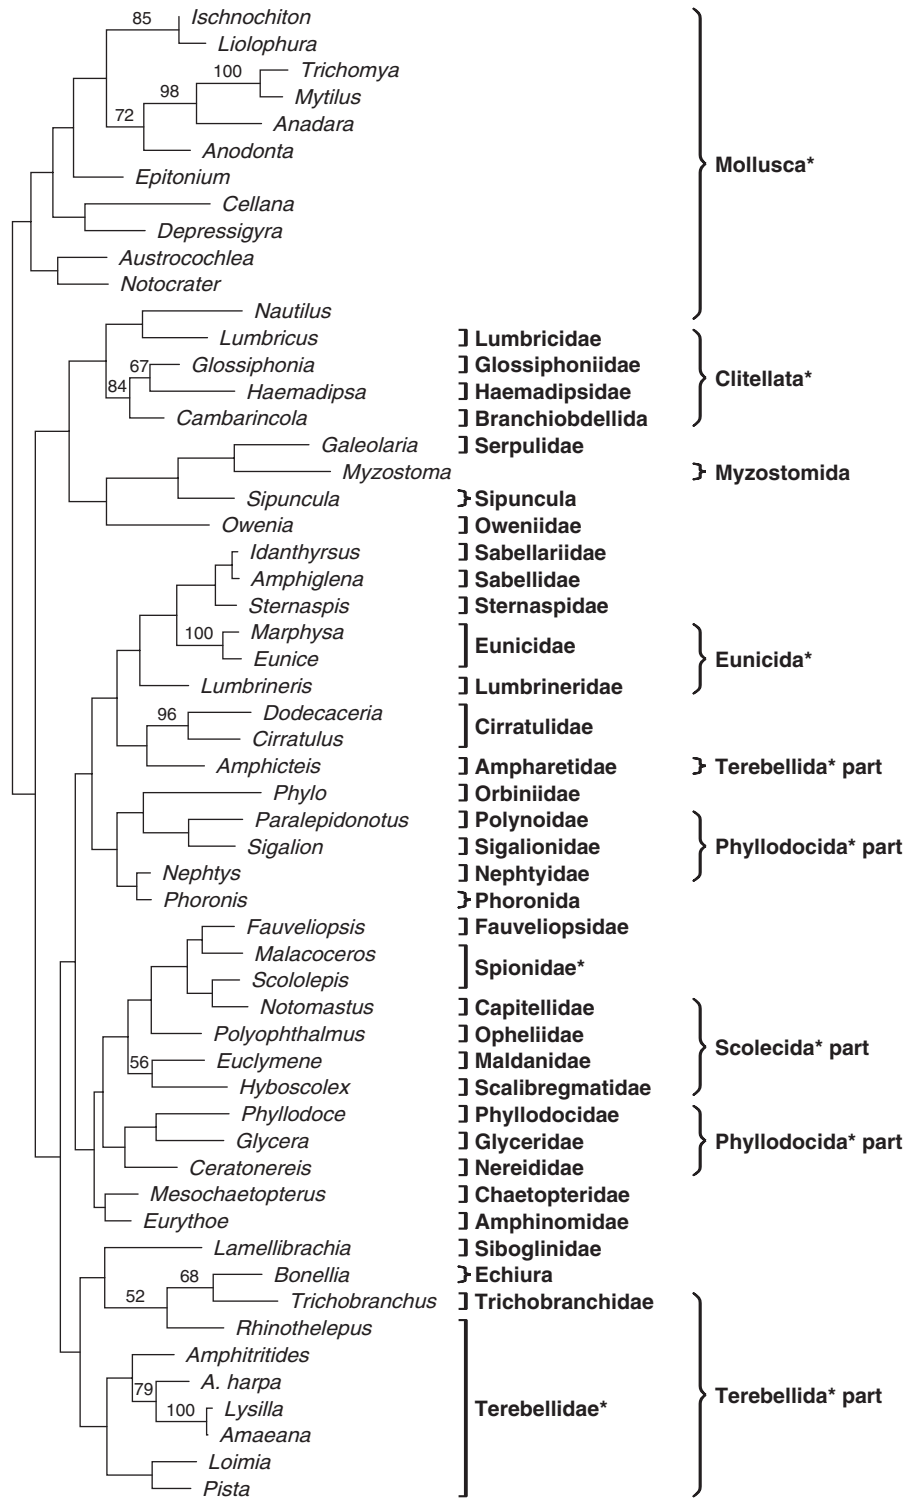 85 Ischnochiton
Liolophura
100 Trichomya
98 Mytilus
Anadara
72 Anodonta
Mollusca*
Epitonium
Cellana
Depressigyra
Austrocochlea
Notocrater
Nautilus
Lumbricus Lumbricidae
67 Glossiphonia Glossiphoniidae
Clitellata*
84 Haemadipsa Haemadipsidae
Cambarincola Branchiobdellida
Galeolaria Serpulidae
Myzostoma Myzostomida
Sipuncula Sipuncula
Owenia Oweniidae
Idanthyrsus Sabellariidae
Amphiglena Sabellidae
Sternaspis Sternaspidae
100 Marphysa
Eunicidae
Eunice Eunicida*
Lumbrineris Lumbrineridae
96 Dodecaceria
Cirratulidae
Cirratulus
Amphicteis Ampharetidae Terebellida* part
Phylo Orbiniidae
Paralepidonotus Polynoidae
Sigalion Sigalionidae Phyllodocida* part
Nephtys Nephtyidae
Phoronis Phoronida
Fauveliopsis Fauveliopsidae
Malacoceros
Spionidae*
Scololepis
Notomastus Capitellidae
Polyophthalmus Opheliidae
Scolecida* part
56 Euclymene Maldanidae
Hyboscolex Scalibregmatidae
Phyllodoce Phyllodocidae
Glycera Glyceridae Phyllodocida* part
Ceratonereis Nereididae
Mesochaetopterus Chaetopteridae
Eurythoe Amphinomidae
Lamellibrachia Siboglinidae
68 Bonellia Echiura
52 Trichobranchus Trichobranchidae
Rhinothelepus
Amphitritides
79 A. harpa
Terebellida* part
100 Lysilla
Terebellidae*
Amaeana
Loimia
Pista